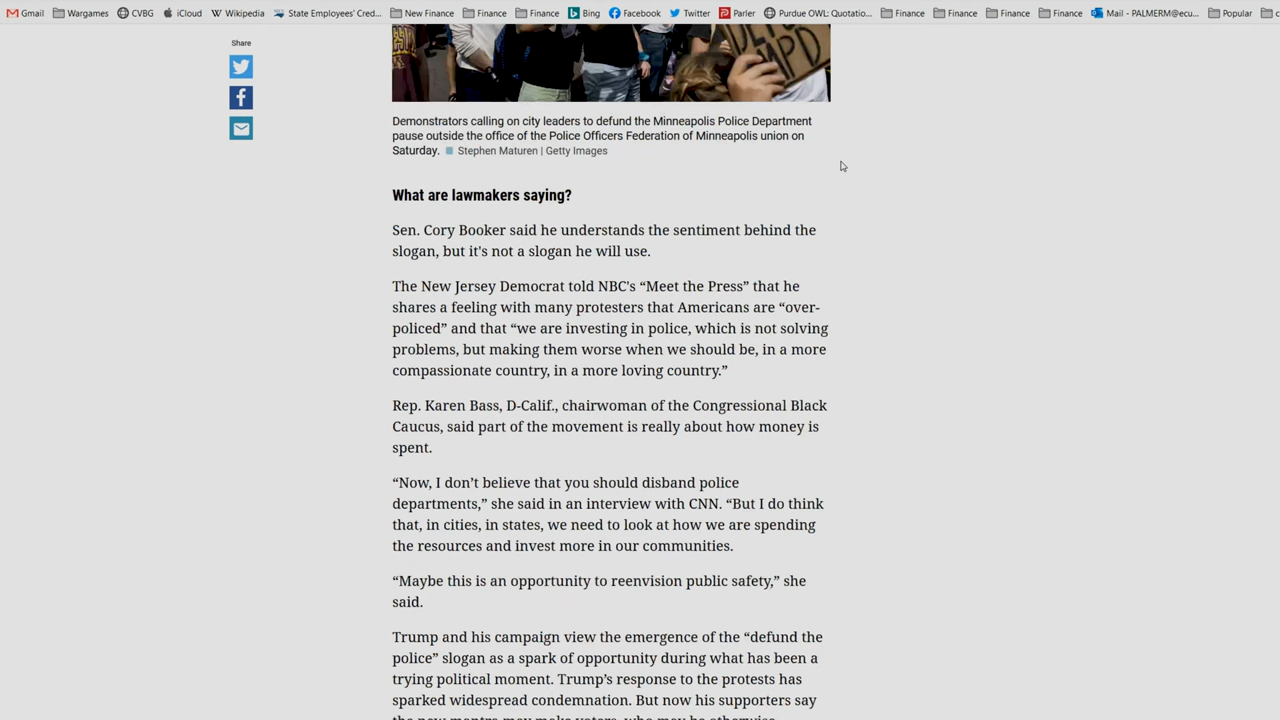 Gmail Wargames CVBG iCloud Wikipedia State Employees' Cred... New Finance Finance Finance Bing Facebook Twitter Parler Purdue OWL: Quotatio... Finance Finance Finance Finance Mail - PALMERM@ecu... Popular
Share
Demonstrators calling on city leaders to defund the Minneapolis Police Department
pause outside the office of the Police Officers Federation of Minneapolis union on
Saturday. Stephen Maturen | Getty Images
What are lawmakers saying?
Sen. Cory Booker said he understands the sentiment behind the
slogan, but it's not a slogan he will use.
The New Jersey Democrat told NBC's “Meet the Press” that he
shares a feeling with many protesters that Americans are “over-
policed” and that “we are investing in police, which is not solving
problems, but making them worse when we should be, in a more
compassionate country, in a more loving country.”
Rep. Karen Bass, D-Calif., chairwoman of the Congressional Black
Caucus, said part of the movement is really about how money is
spent.
“Now, I don’t believe that you should disband police
departments,” she said in an interview with CNN. “But I do think
that, in cities, in states, we need to look at how we are spending
the resources and invest more in our communities.
“Maybe this is an opportunity to reenvision public safety,” she
said.
Trump and his campaign view the emergence of the “defund the
police” slogan as a spark of opportunity during what has been a
trying political moment. Trump’s response to the protests has
sparked widespread condemnation. But now his supporters say